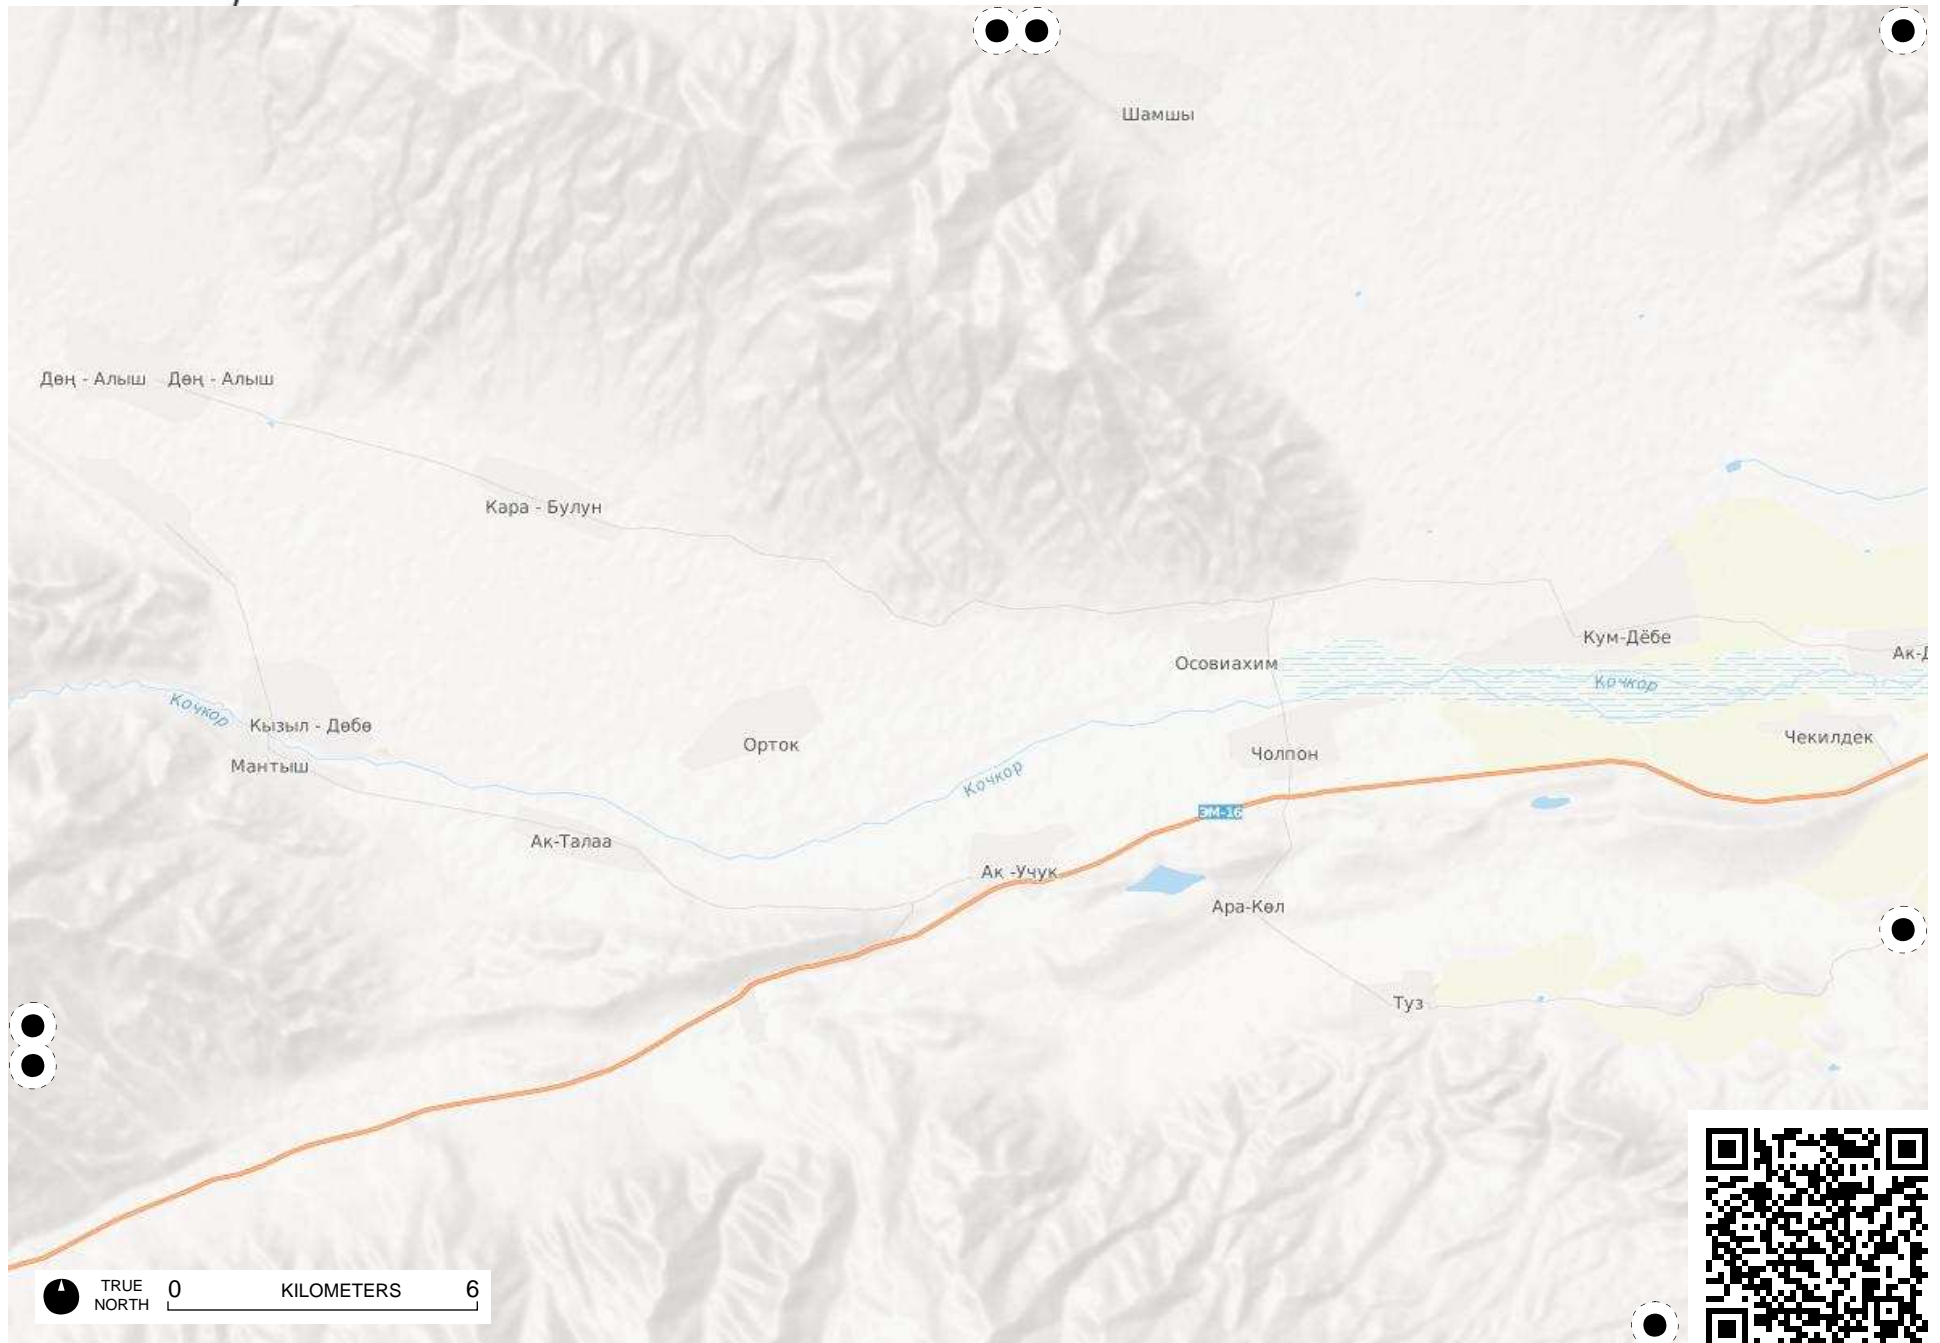 Шамшы
Дөң - Алыш
Дөң - Алыш
Кара - Булун
Кум-Дёбе
Осовиахим
Кочкор
Кочкор
Кызыл - Дөбө
Чекилдек
Орток
Чолпон
Мантыш
Кочкор
ЭМ-16
Ак-Талаа
Ак -Учук
Ара-Көл
Туз
TRUE
NORTH
0 KILOMETERS 6